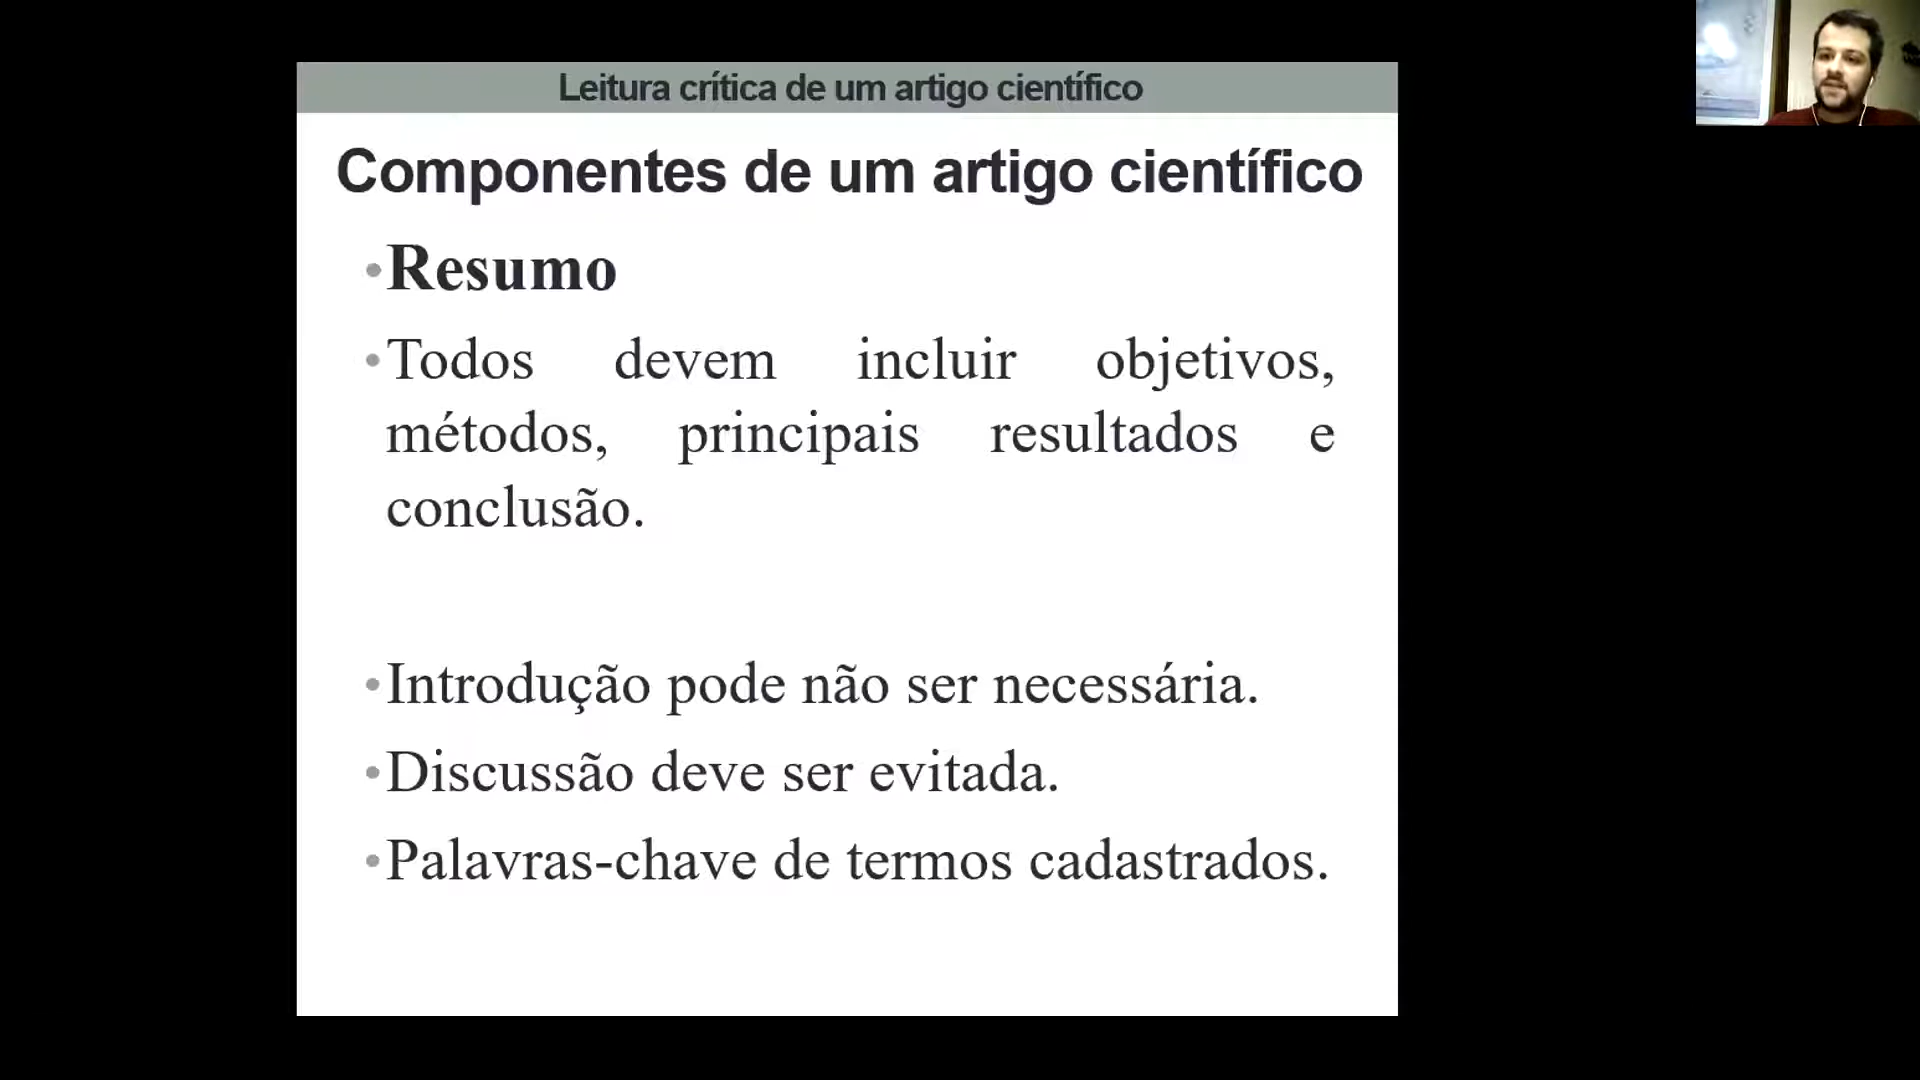 Leitura crítica de um artigo científico
Componentes de um artigo científico
•Resumo
•Todos devem incluir objetivos,
métodos, principais resultados e
conclusão.
•Introdução pode não ser necessária.
•Discussão deve ser evitada.
•Palavras-chave de termos cadastrados.